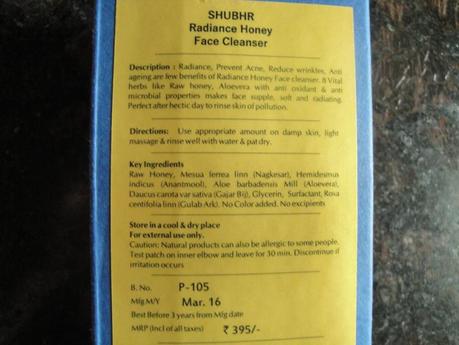 SHUBHR
Radiance Honey
Face Cleanser
Description : Radiance, Prevent Acne, Reduce wrinkles, Anti
ageing are few benefits of Radiance Honey Face cleanser. 8 Vital
herbs like Raw honey, Aloevera with anti oxidant & anti
microbial properties makes face supple, soft and radiating.
Perfect after hectic day to rinse skin of pollution.
Directions: Use appropriate amount on damp skin, light
massage & rinse well with water & pat dry.
Key Ingredients
Raw Honey, Mesua ferrea linn (Nagkesar), Hemidesmus
indicus (Anantmool), Aloe barbadensis Mill (Aloevera),
Daucus carota var sativa (Gajar Bij), Glycerin, Surfactant, Rosa
centifolia linn (Gulab Ark). No Color added. No excipients
Store in a cool & dry place
For external use only.
Caution: Natural products can also be allergic to some people.
Test patch on inner elbow and leave for 30 min. Discontinue if
irritation occurs
B. No. P-105
Mfg M/Y Mar. 16
Best Before 3 years from Mfg date
MRP (Incl of all taxes) ₹ 395/-